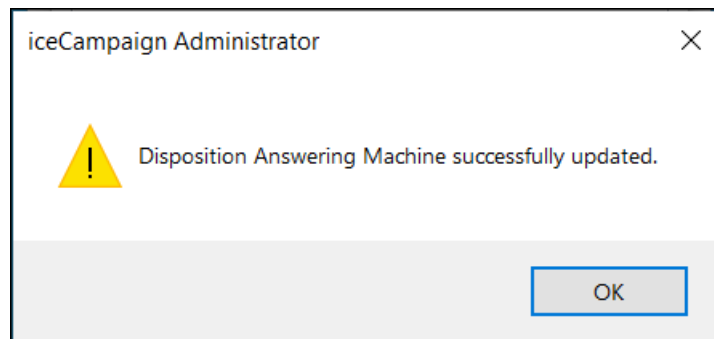 iceCampaign Administrator
Disposition Answering Machine successfully updated.
OK